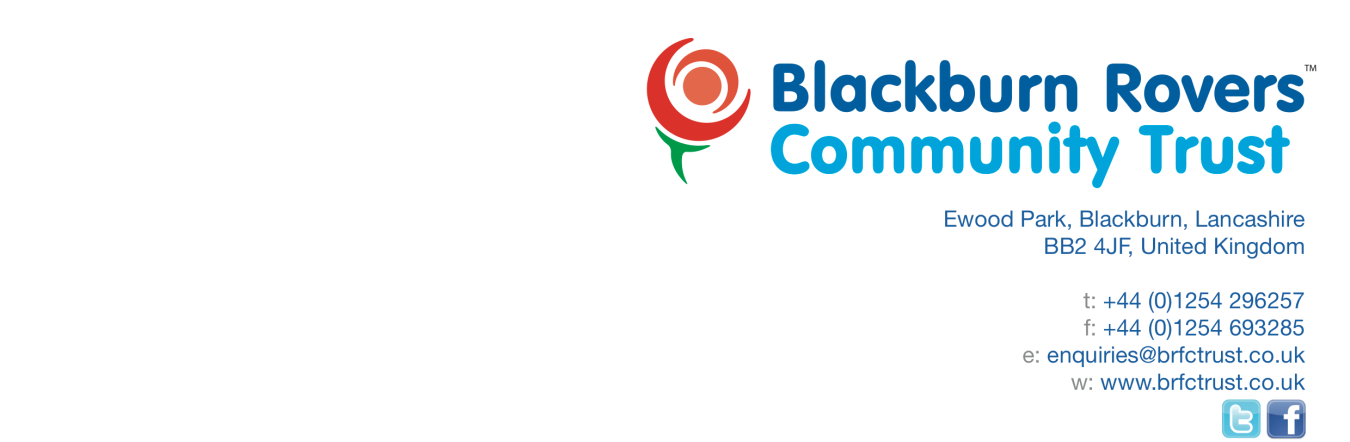 Blackburn Rovers™
Community Trust
Ewood Park, Blackburn, Lancashire
BB2 4JF, United Kingdom
t: +44 (0)1254 296257
f: +44 (0)1254 693285
e: enquiries@brfctrust.co.uk
w: www.brfctrust.co.uk